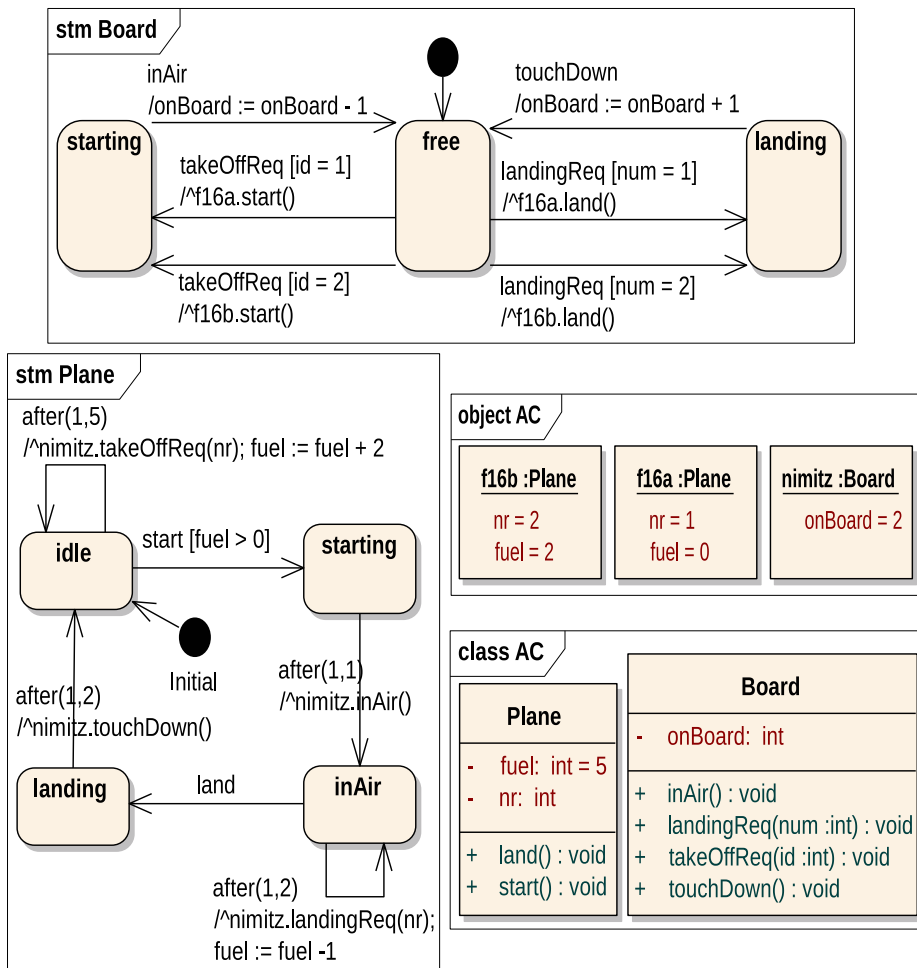 stm Board
inAir
/onBoard := onBoard - 1
touchDown
/onBoard := onBoard + 1
starting
free
landing
takeOffReq [id = 1]
/^f16a.start()
landingReq [num = 1]
/^f16a.land()
takeOffReq [id = 2]
/^f16b.start()
landingReq [num = 2]
/^f16b.land()
stm Plane
after(1,5)
/^nimitz.takeOffReq(nr); fuel := fuel + 2
idle
start [fuel > 0]
starting
Initial
after(1,1)
/^nimitz.inAir()
after(1,2)
/^nimitz.touchDown()
landing
land
inAir
after(1,2)
/^nimitz.landingReq(nr);
fuel := fuel -1
object AC
f16b :Plane
nr = 2
fuel = 2
f16a :Plane
nr = 1
fuel = 0
nimitz :Board
onBoard = 2
class AC
Plane
- fuel: int = 5
- nr: int
+ land() : void
+ start() : void
Board
- onBoard: int
+ inAir() : void
+ landingReq(num :int) : void
+ takeOffReq(id :int) : void
+ touchDown() : void